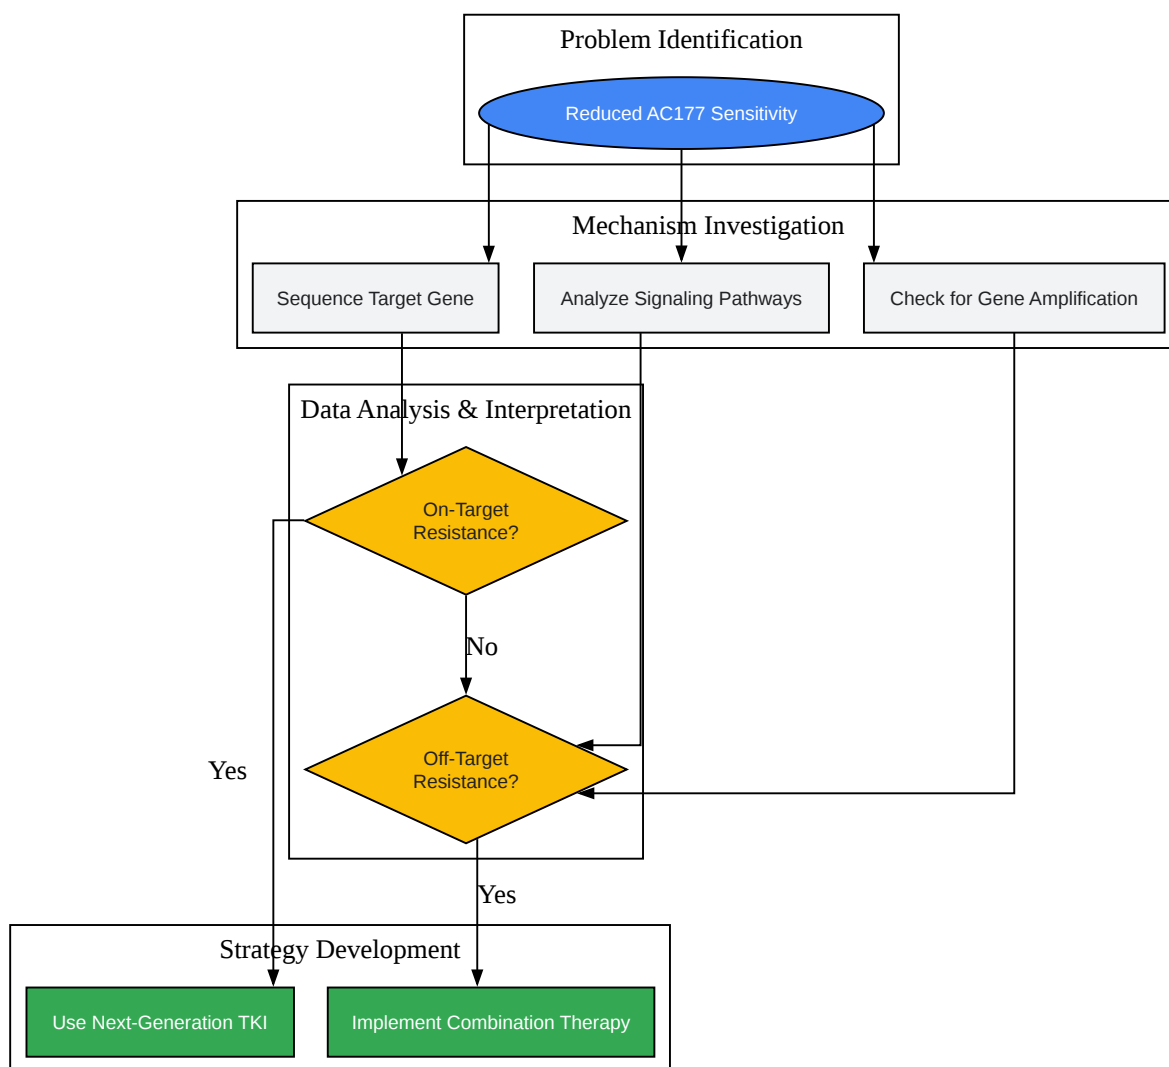 Problem Identification
Reduced AC177 Sensitivity
Mechanism Investigation
Sequence Target Gene
Analyze Signaling Pathways
Check for Gene Amplification
Data Analysis & Interpretation
On-Target
Resistance?
No
Off-Target
Resistance?
Yes
Yes
Strategy Development
Use Next-Generation TKI
Implement Combination Therapy